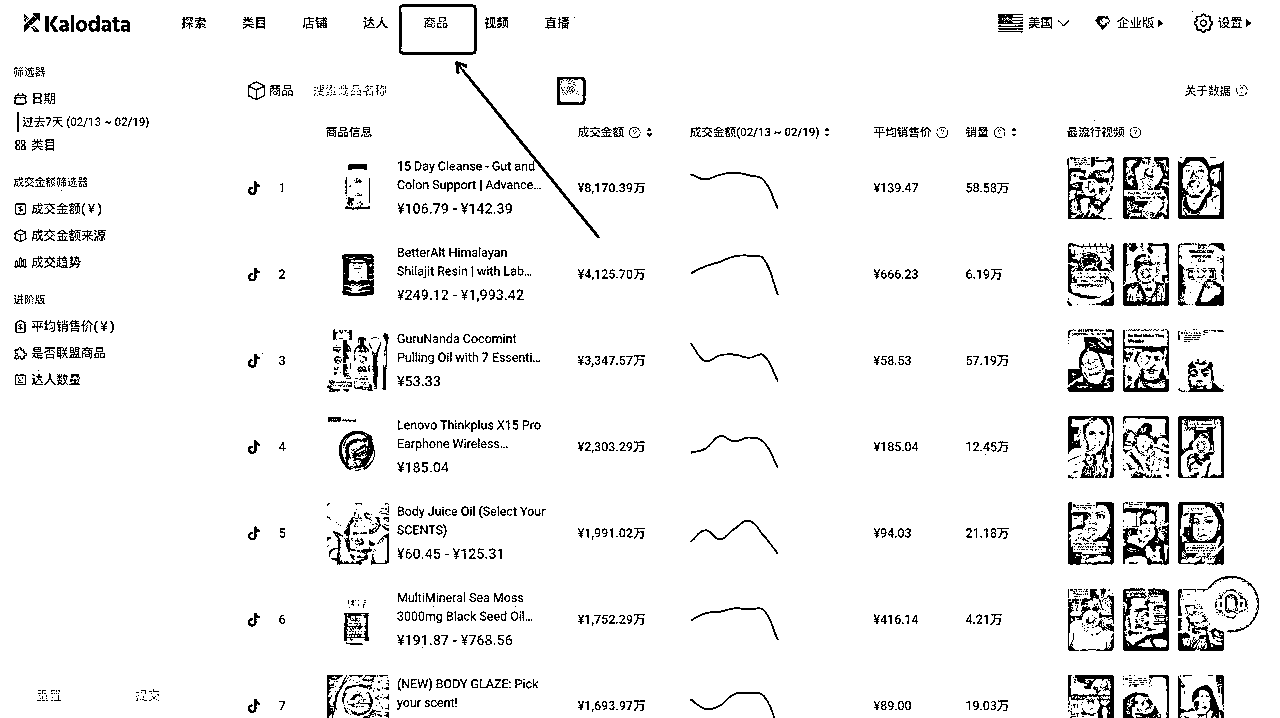 Kalodata
探索 类目 店铺 达人 商品 视频 直播
美国 企业版 设置
筛选器
日期
过去7天 (02/13 ~ 02/19)
类目
成交金额筛选器
成交金额(¥)
成交金额来源
成交趋势
进阶版
平均销售价(¥)
是否联盟商品
达人数量
重置 提交
商品 搜索商品名称 关于数据
商品信息 成交金额 成交金额(02/13 ~ 02/19) 平均销售价 销量 最流行视频
1
15 Day Cleanse - Gut and
Colon Support | Advance...
¥106.79 - ¥142.39
¥8,170.39万 ¥139.47 58.58万
2
BetterAlt Himalayan
Shilajit Resin | with Lab...
¥249.12 - ¥1,993.42
¥4,125.70万 ¥666.23 6.19万
3
GuruNanda Cocomint
Pulling Oil with 7 Essenti...
¥53.33
¥3,347.57万 ¥58.53 57.19万
4
Lenovo Thinkplus X15 Pro
Earphone Wireless...
¥185.04
¥2,303.29万 ¥185.04 12.45万
5
Body Juice Oil (Select Your
SCENTS)
¥60.45 - ¥125.31
¥1,991.02万 ¥94.03 21.18万
6
MultiMineral Sea Moss
3000mg Black Seed Oil...
¥191.87 - ¥768.56
¥1,752.29万 ¥416.14 4.21万
7
(NEW) BODY GLAZE: Pick
your scent!
¥1,693.97万 ¥89.00 19.03万